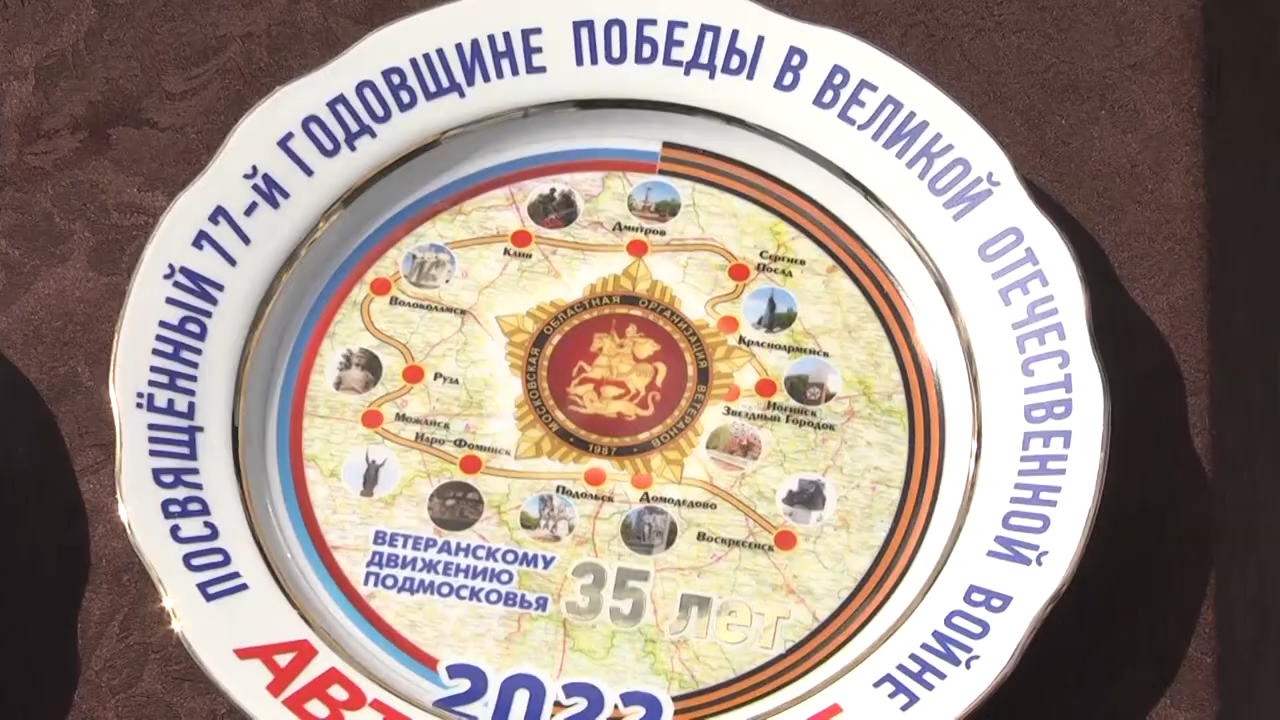 ПОСВЯЩЁННЫЙ 77-й ГОДОВЩИНЕ ПОБЕДЫ В ВЕЛИКОЙ ОТЕЧЕСТВЕННОЙ ВОЙНЕ
Дмитров
Клин
Сергиев
Посад
Волоколамск
Красноармейск
МОСКОВСКАЯ ОБЛАСТНАЯ ОРГАНИЗАЦИЯ ВЕТЕРАНОВ
1987
Руза
Ногинск
Звездный Городок
Можайск
Наро-Фоминск
Подольск
Домодедово
Воскресенск
ВЕТЕРАНСКОМУ
ДВИЖЕНИЮ
ПОДМОСКОВЬЯ
35 лет
2022